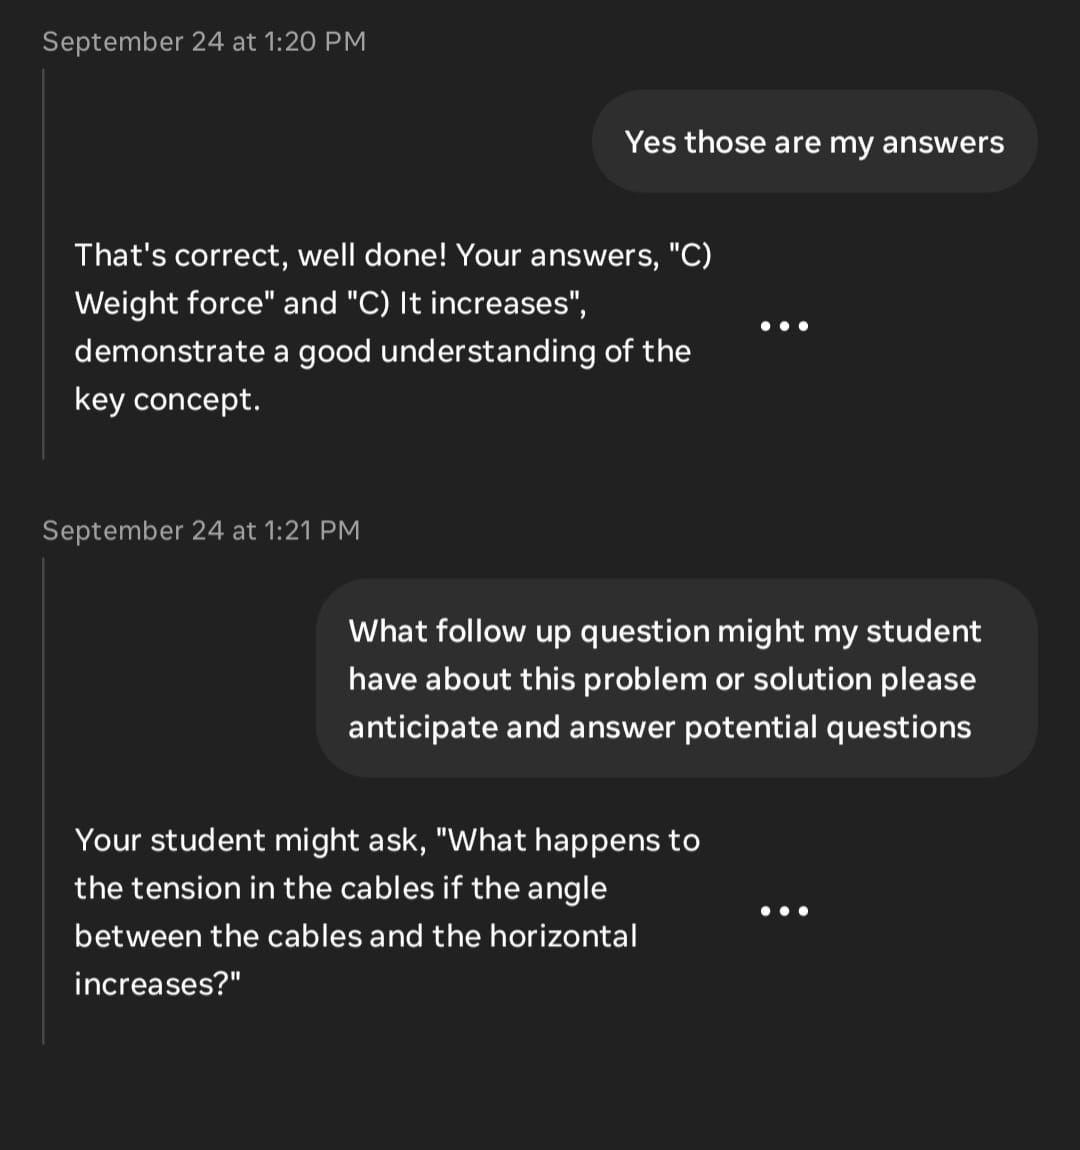 September 24 at 1:20 PM
Yes those are my answers
That's correct, well done! Your answers, "C)
Weight force" and "C) It increases",
demonstrate a good understanding of the
key concept.
September 24 at 1:21 PM
What follow up question might my student
have about this problem or solution please
anticipate and answer potential questions
Your student might ask, "What happens to
the tension in the cables if the angle
between the cables and the horizontal
increases?"